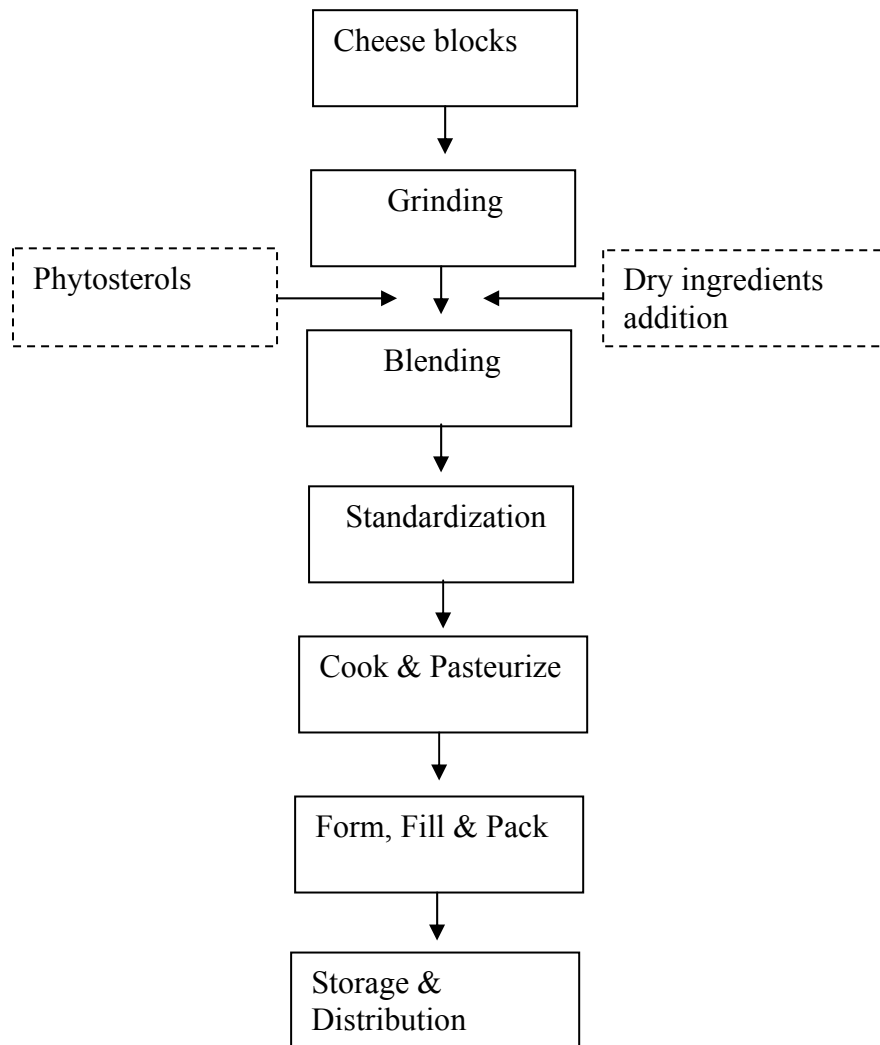 Cheese blocks
Grinding
Phytosterols
Dry ingredients
addition
Blending
Standardization
Cook & Pasteurize
Form, Fill & Pack
Storage &
Distribution